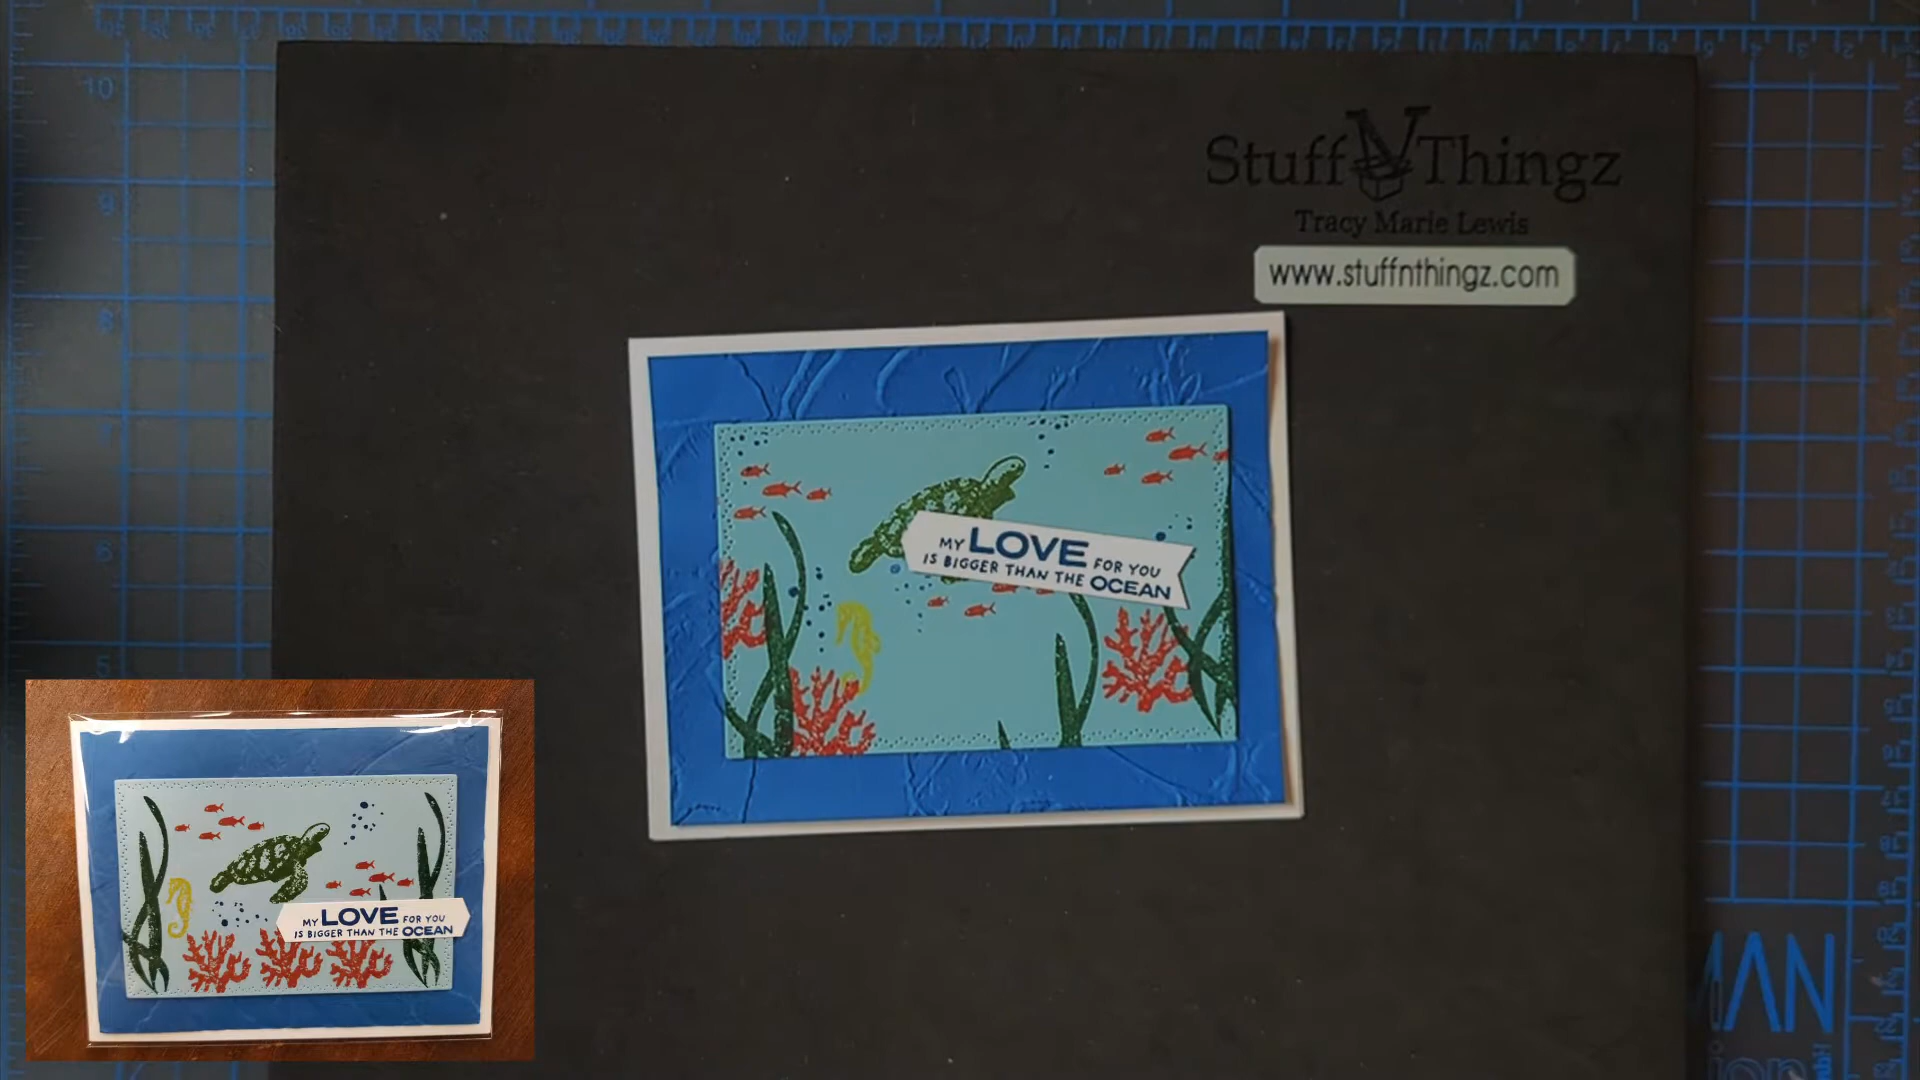 10
9
8
7
6
5
Stuff N Thingz
Tracy Marie Lewis
www.stuffnthingz.com
MY LOVE FOR YOU
IS BIGGER THAN THE OCEAN
MY LOVE FOR YOU
IS BIGGER THAN THE OCEAN